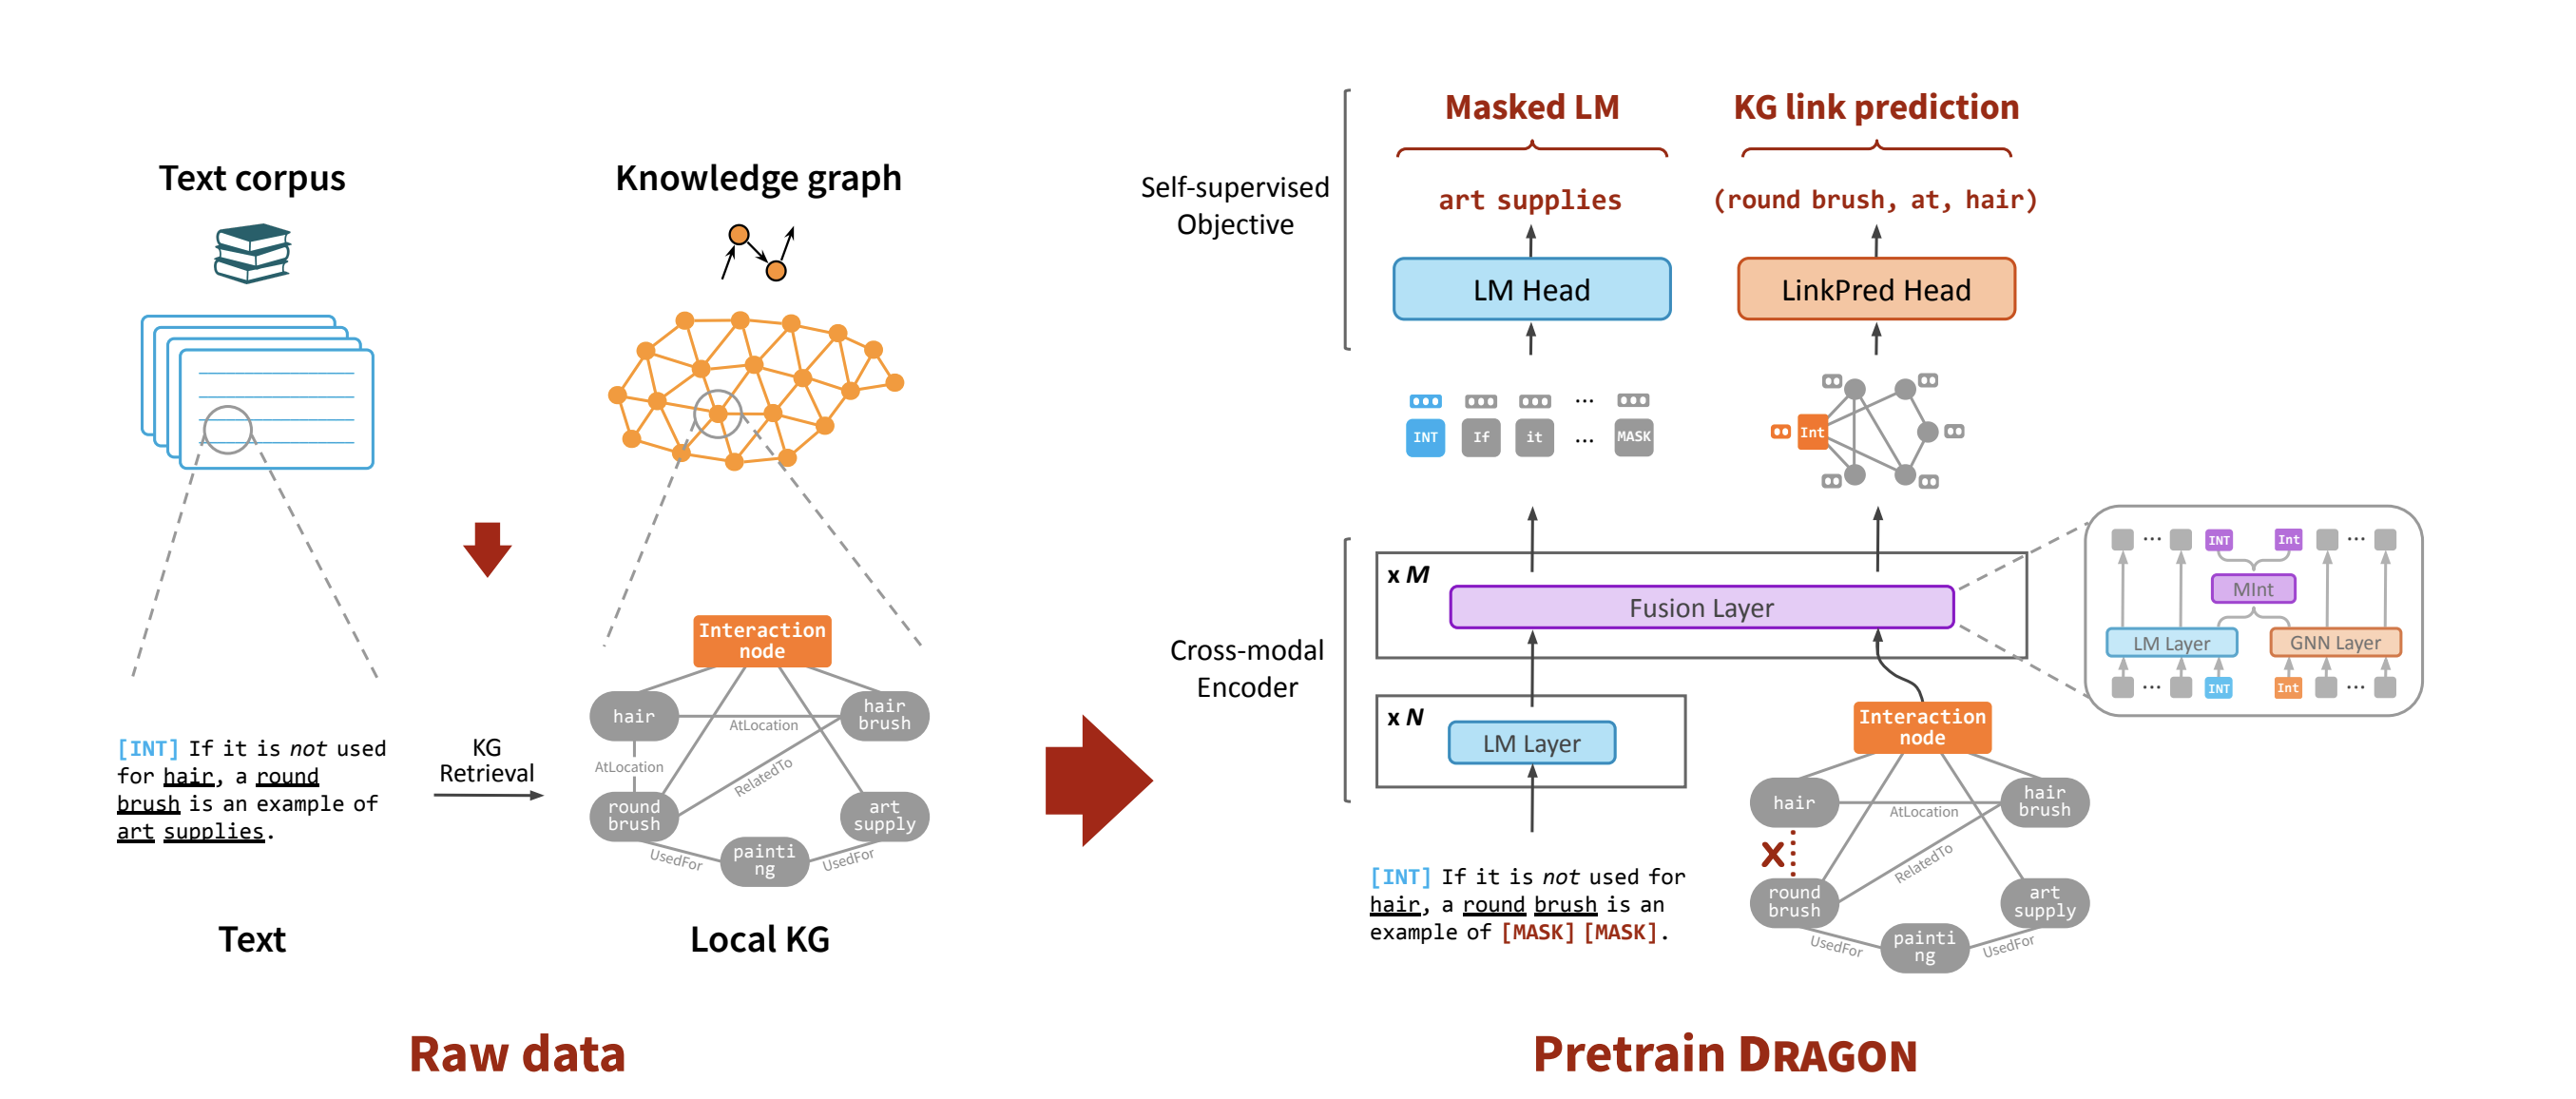 Text corpus
Knowledge graph
[INT] If it is not used
for hair, a round
brush is an example of
art supplies.
KG
Retrieval
Interaction
node
hair
hair
brush
AtLocation
AtLocation
RelatedTo
round
brush
art
supply
UsedFor
painti
ng
UsedFor
Text
Local KG
Raw data
Masked LM
KG link prediction
Self-supervised
Objective
art supplies
(round brush, at, hair)
LM Head
LinkPred Head
INT
If
it
...
...
MASK
Int
Cross-modal
Encoder
x M
Fusion Layer
x N
LM Layer
... INT Int ...
MInt
LM Layer
GNN Layer
... INT Int ...
Interaction
node
hair
hair
brush
AtLocation
X
RelatedTo
round
brush
art
supply
UsedFor
painti
ng
UsedFor
[INT] If it is not used for
hair, a round brush is an
example of [MASK] [MASK].
Pretrain DRAGON